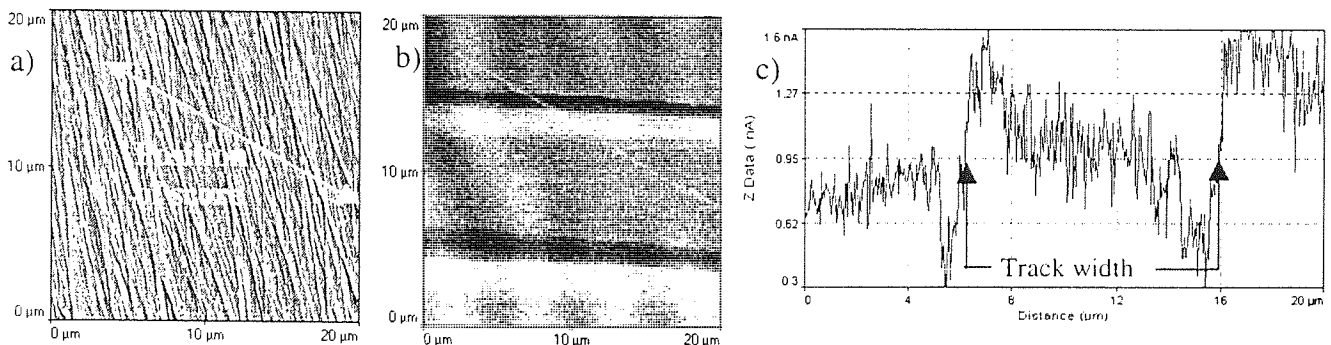 a)
20 µm
10 µm
0 µm
0 µm
10 µm
20 µm
b)
20 µm
10 µm
0 µm
0 µm
10 µm
20 µm
c)
1.6 nA
1.27
0.95
0.62
0.3
Z Data (nA)
Track width
0
4
8
12
16
20 µm
Distance (µm)